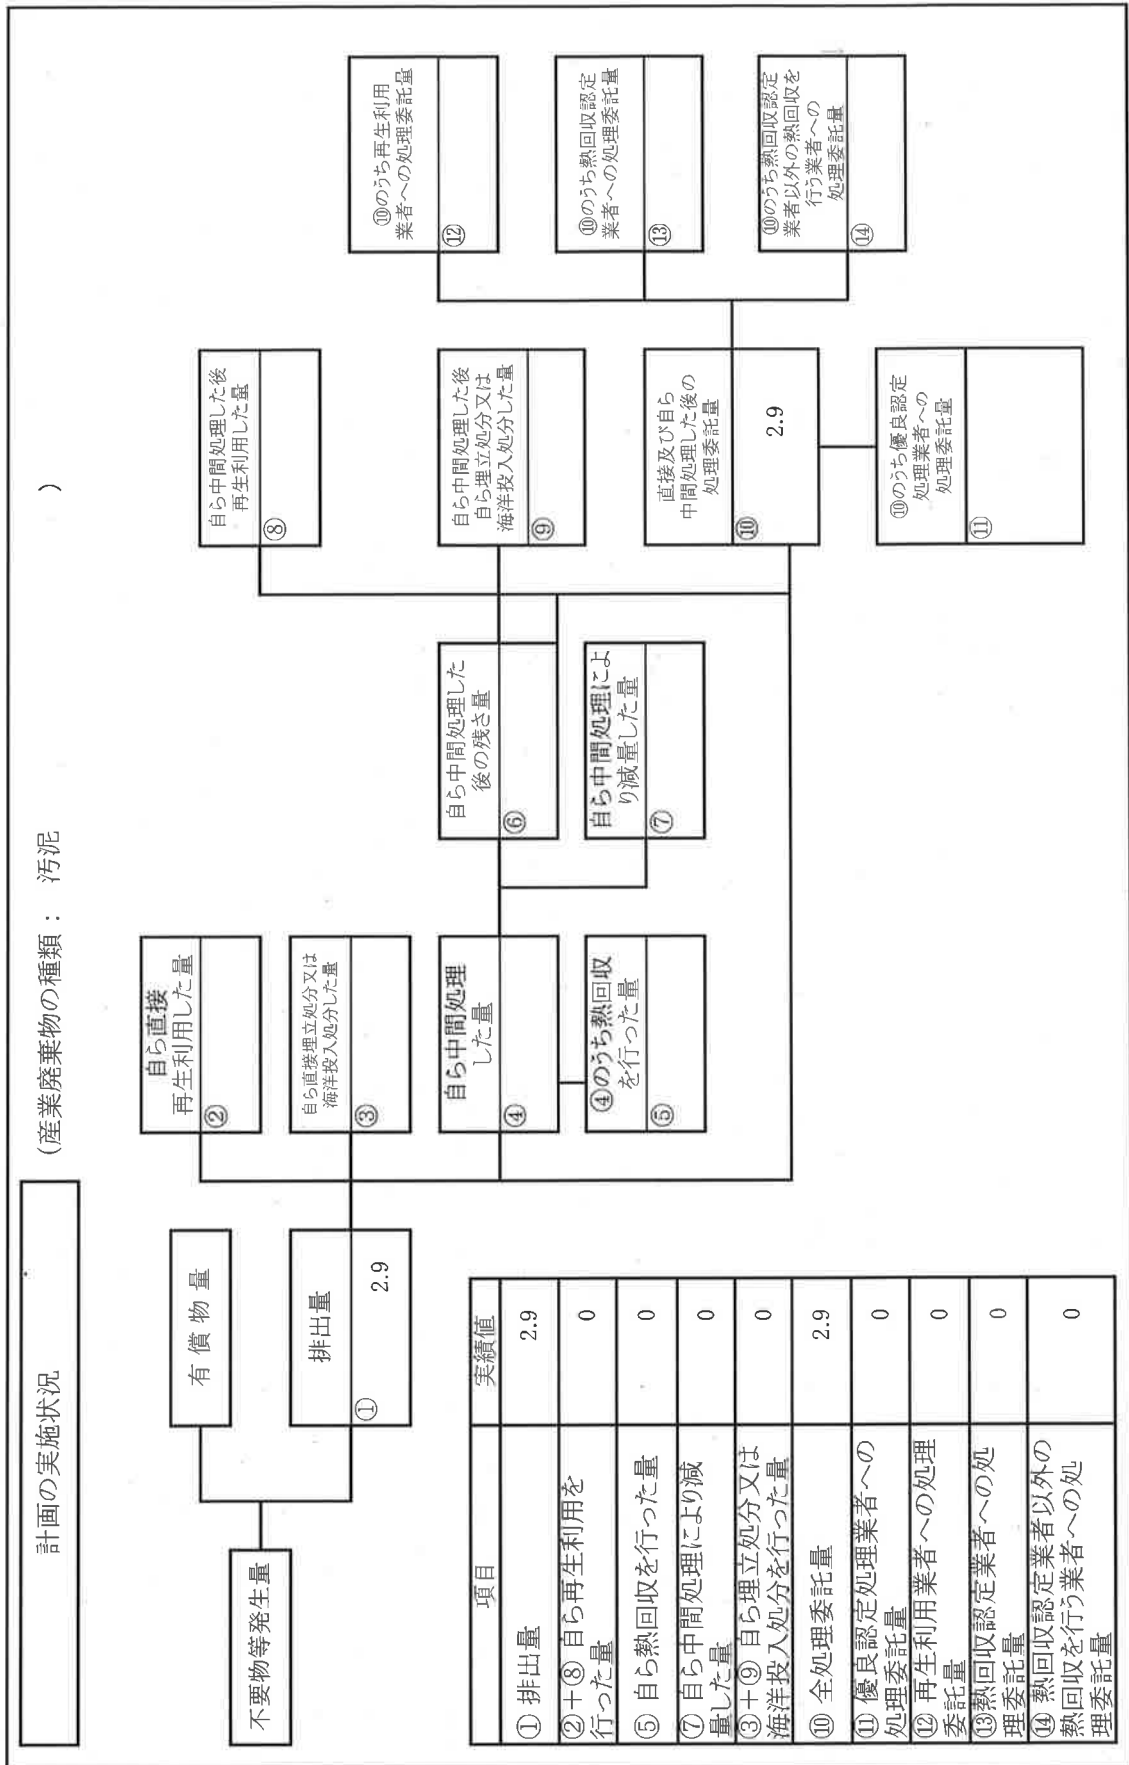 計画の実施状況
(産業廃棄物の種類： 汚泥 )
不要物等発生量
有 償 物 量
排出量
① 2.9
自ら直接
再生利用した量
②
自ら直接埋立処分又は
海洋投入処分した量
③
自ら中間処理
した量
④
④のうち熱回収
を行った量
⑤
自ら中間処理した
後の残さ量
⑥
自ら中間処理によ
り減量した量
⑦
自ら中間処理した後
再生利用した量
⑧
自ら中間処理した後
自ら埋立処分又は
海洋投入処分した量
⑨
直接及び自ら
中間処理した後の
処理委託量
⑩ 2.9
⑩のうち優良認定
処理業者への
処理委託量
⑪
⑩のうち再生利用
業者への処理委託量
⑫
⑩のうち熱回収認定
業者への処理委託量
⑬
⑩のうち熱回収認定
業者以外の熱回収を
行う業者への
処理委託量
⑭
項目 実績値
① 排出量 2.9
②＋⑧ 自ら再生利用を
行った量 0
⑤ 自ら熱回収を行った量 0
⑦ 自ら中間処理により減
量した量 0
③＋⑨ 自ら埋立処分又は
海洋投入処分を行った量 0
⑩ 全処理委託量 2.9
⑪ 優良認定処理業者への
処理委託量 0
⑫ 再生利用業者への処理
委託量 0
⑬熱回収認定業者への処
理委託量 0
⑭ 熱回収認定業者以外の
熱回収を行う業者への処
理委託量 0